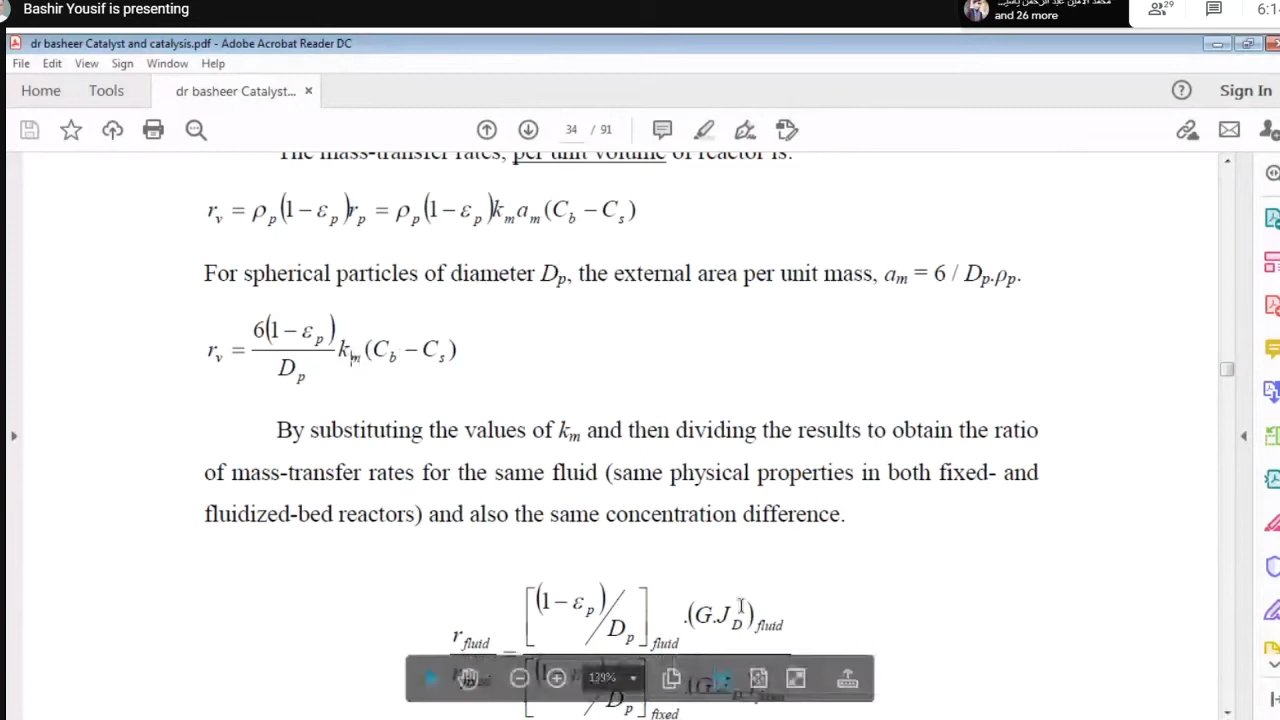 Bashir Yousif is presenting
محمد الأمين عبد الرحمن ياسين...
and 26 more
29
6:1
dr basheer Catalyst and catalysis.pdf - Adobe Acrobat Reader DC
File Edit View Sign Window Help
Home Tools dr basheer Catalyst... ×
Sign In
34 / 91
The mass-transfer rates, per unit volume of reactor is:
r_v = ρ_p(1 − ε_p)r_p = ρ_p(1 − ε_p)k_m a_m (C_b − C_s)
For spherical particles of diameter D_p, the external area per unit mass, a_m = 6 / D_p.ρ_p.
r_v = 6(1 − ε_p) / D_p k_m (C_b − C_s)
By substituting the values of k_m and then dividing the results to obtain the ratio
of mass-transfer rates for the same fluid (same physical properties in both fixed- and
fluidized-bed reactors) and also the same concentration difference.
r_fluid = [(1 − ε_p) / D_p]_fluid .(G.J_D)_fluid
139%
D_p ]_fixed